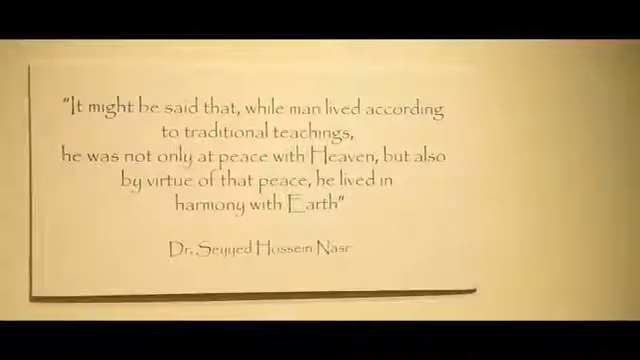 "It might be said that, while man lived according
to traditional teachings,
he was not only at peace with Heaven, but also
by virtue of that peace, he lived in
harmony with Earth"
Dr. Seyyed Hossein Nasr